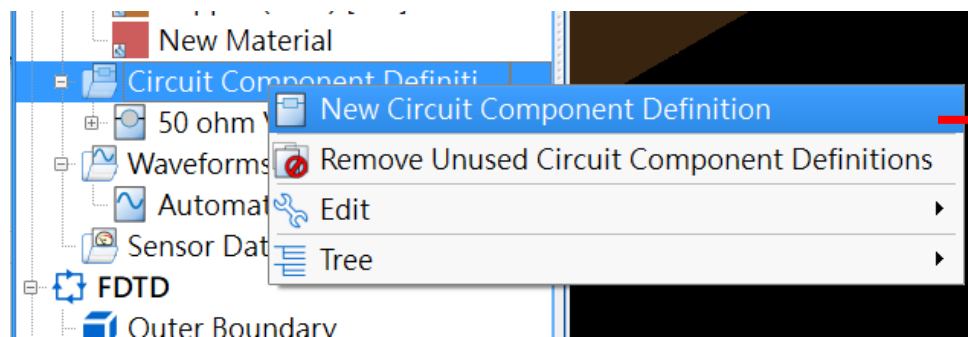 New Material
Circuit Component Definiti
New Circuit Component Definition
50 ohm
Remove Unused Circuit Component Definitions
Waveforms
Automat
Edit
Sensor Dat
Tree
FDTD
Outer Boundary